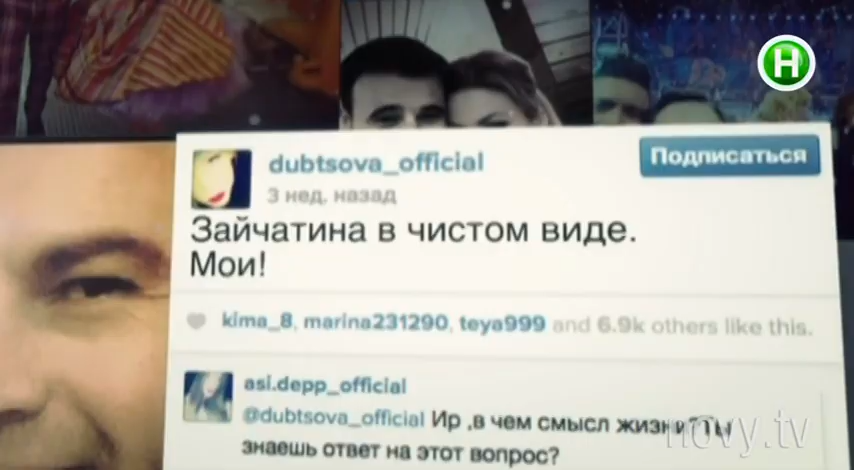 Н
dubtsova_official
Подписаться
3 нед. назад
Зайчатина в чистом виде.
Мои!
kima_8, marina231290, teya999 and 6.9k others like this.
asi.depp_official
@dubtsova_official Ир ,в чем смысл жизни? Ты
знаешь ответ на этот вопрос?
novy.tv